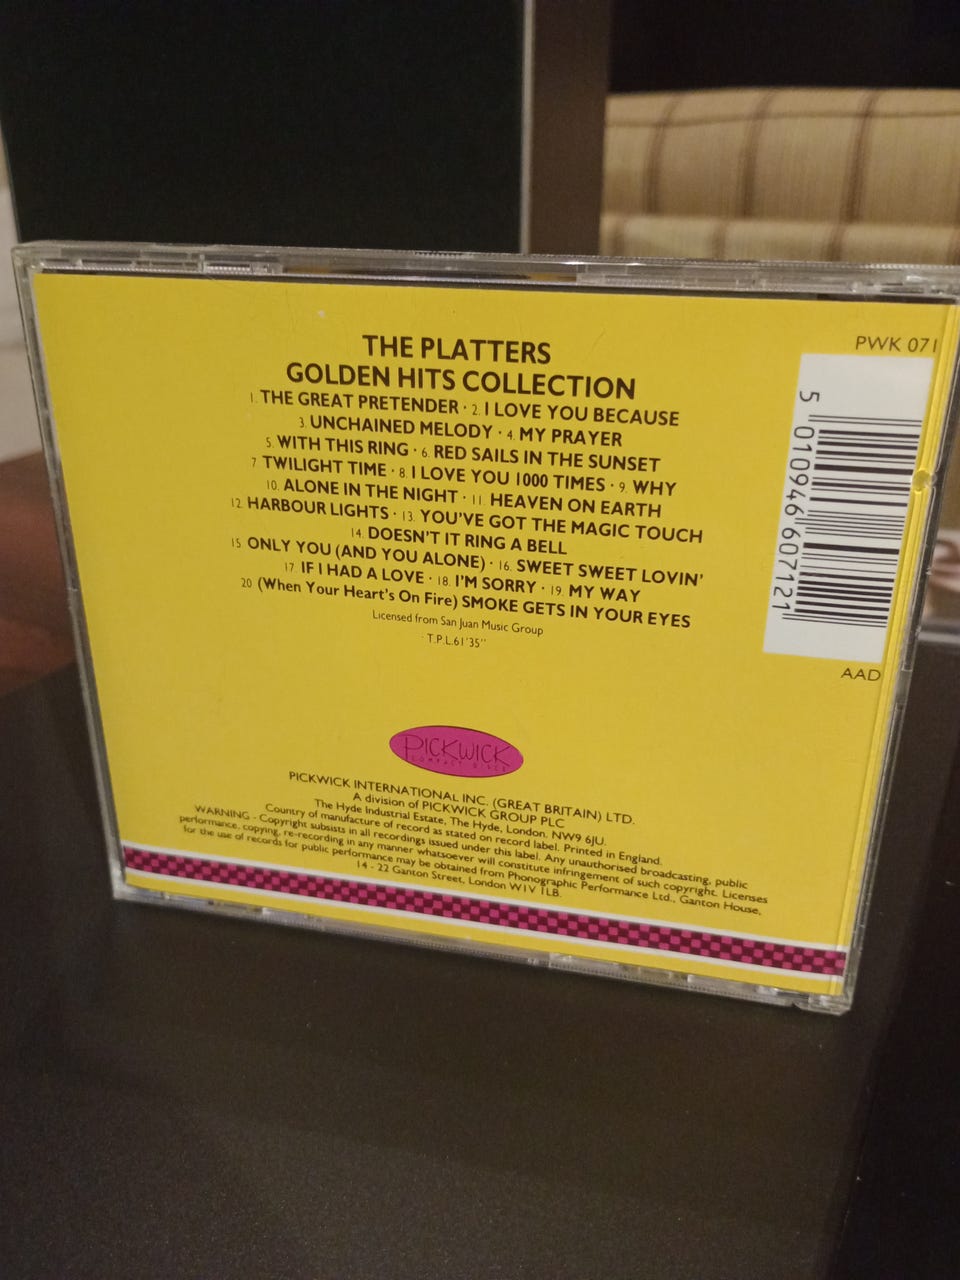 THE PLATTERS
GOLDEN HITS COLLECTION
1. THE GREAT PRETENDER · 2. I LOVE YOU BECAUSE
3. UNCHAINED MELODY · 4. MY PRAYER
5. WITH THIS RING · 6. RED SAILS IN THE SUNSET
7 TWILIGHT TIME · 8. I LOVE YOU 1000 TIMES · 9. WHY
10. ALONE IN THE NIGHT · 11. HEAVEN ON EARTH
12 HARBOUR LIGHTS · 13. YOU'VE GOT THE MAGIC TOUCH
14. DOESN'T IT RING A BELL
15 ONLY YOU (AND YOU ALONE) · 16. SWEET SWEET LOVIN'
17. IF I HAD A LOVE · 18. I'M SORRY · 19. MY WAY
20 (When Your Heart's On Fire) SMOKE GETS IN YOUR EYES
Licensed from San Juan Music Group
T.P.L.61'35"
PWK 071
5 010946 607121
AAD
PICKWICK
COMPACT DISCS
PICKWICK INTERNATIONAL INC. (GREAT BRITAIN) LTD.
A division of PICKWICK GROUP PLC
The Hyde Industrial Estate, The Hyde, London. NW9 6JU.
Country of manufacture of record as stated on record label. Printed in England.
WARNING - Copyright subsists in all recordings issued under this label. Any unauthorised broadcasting, public
performance, copying, re-recording in any manner whatsoever will constitute infringement of such copyright. Licenses
for the use of records for public performance may be obtained from Phonographic Performance Ltd., Ganton House,
14 - 22 Ganton Street, London W1V 1LB.